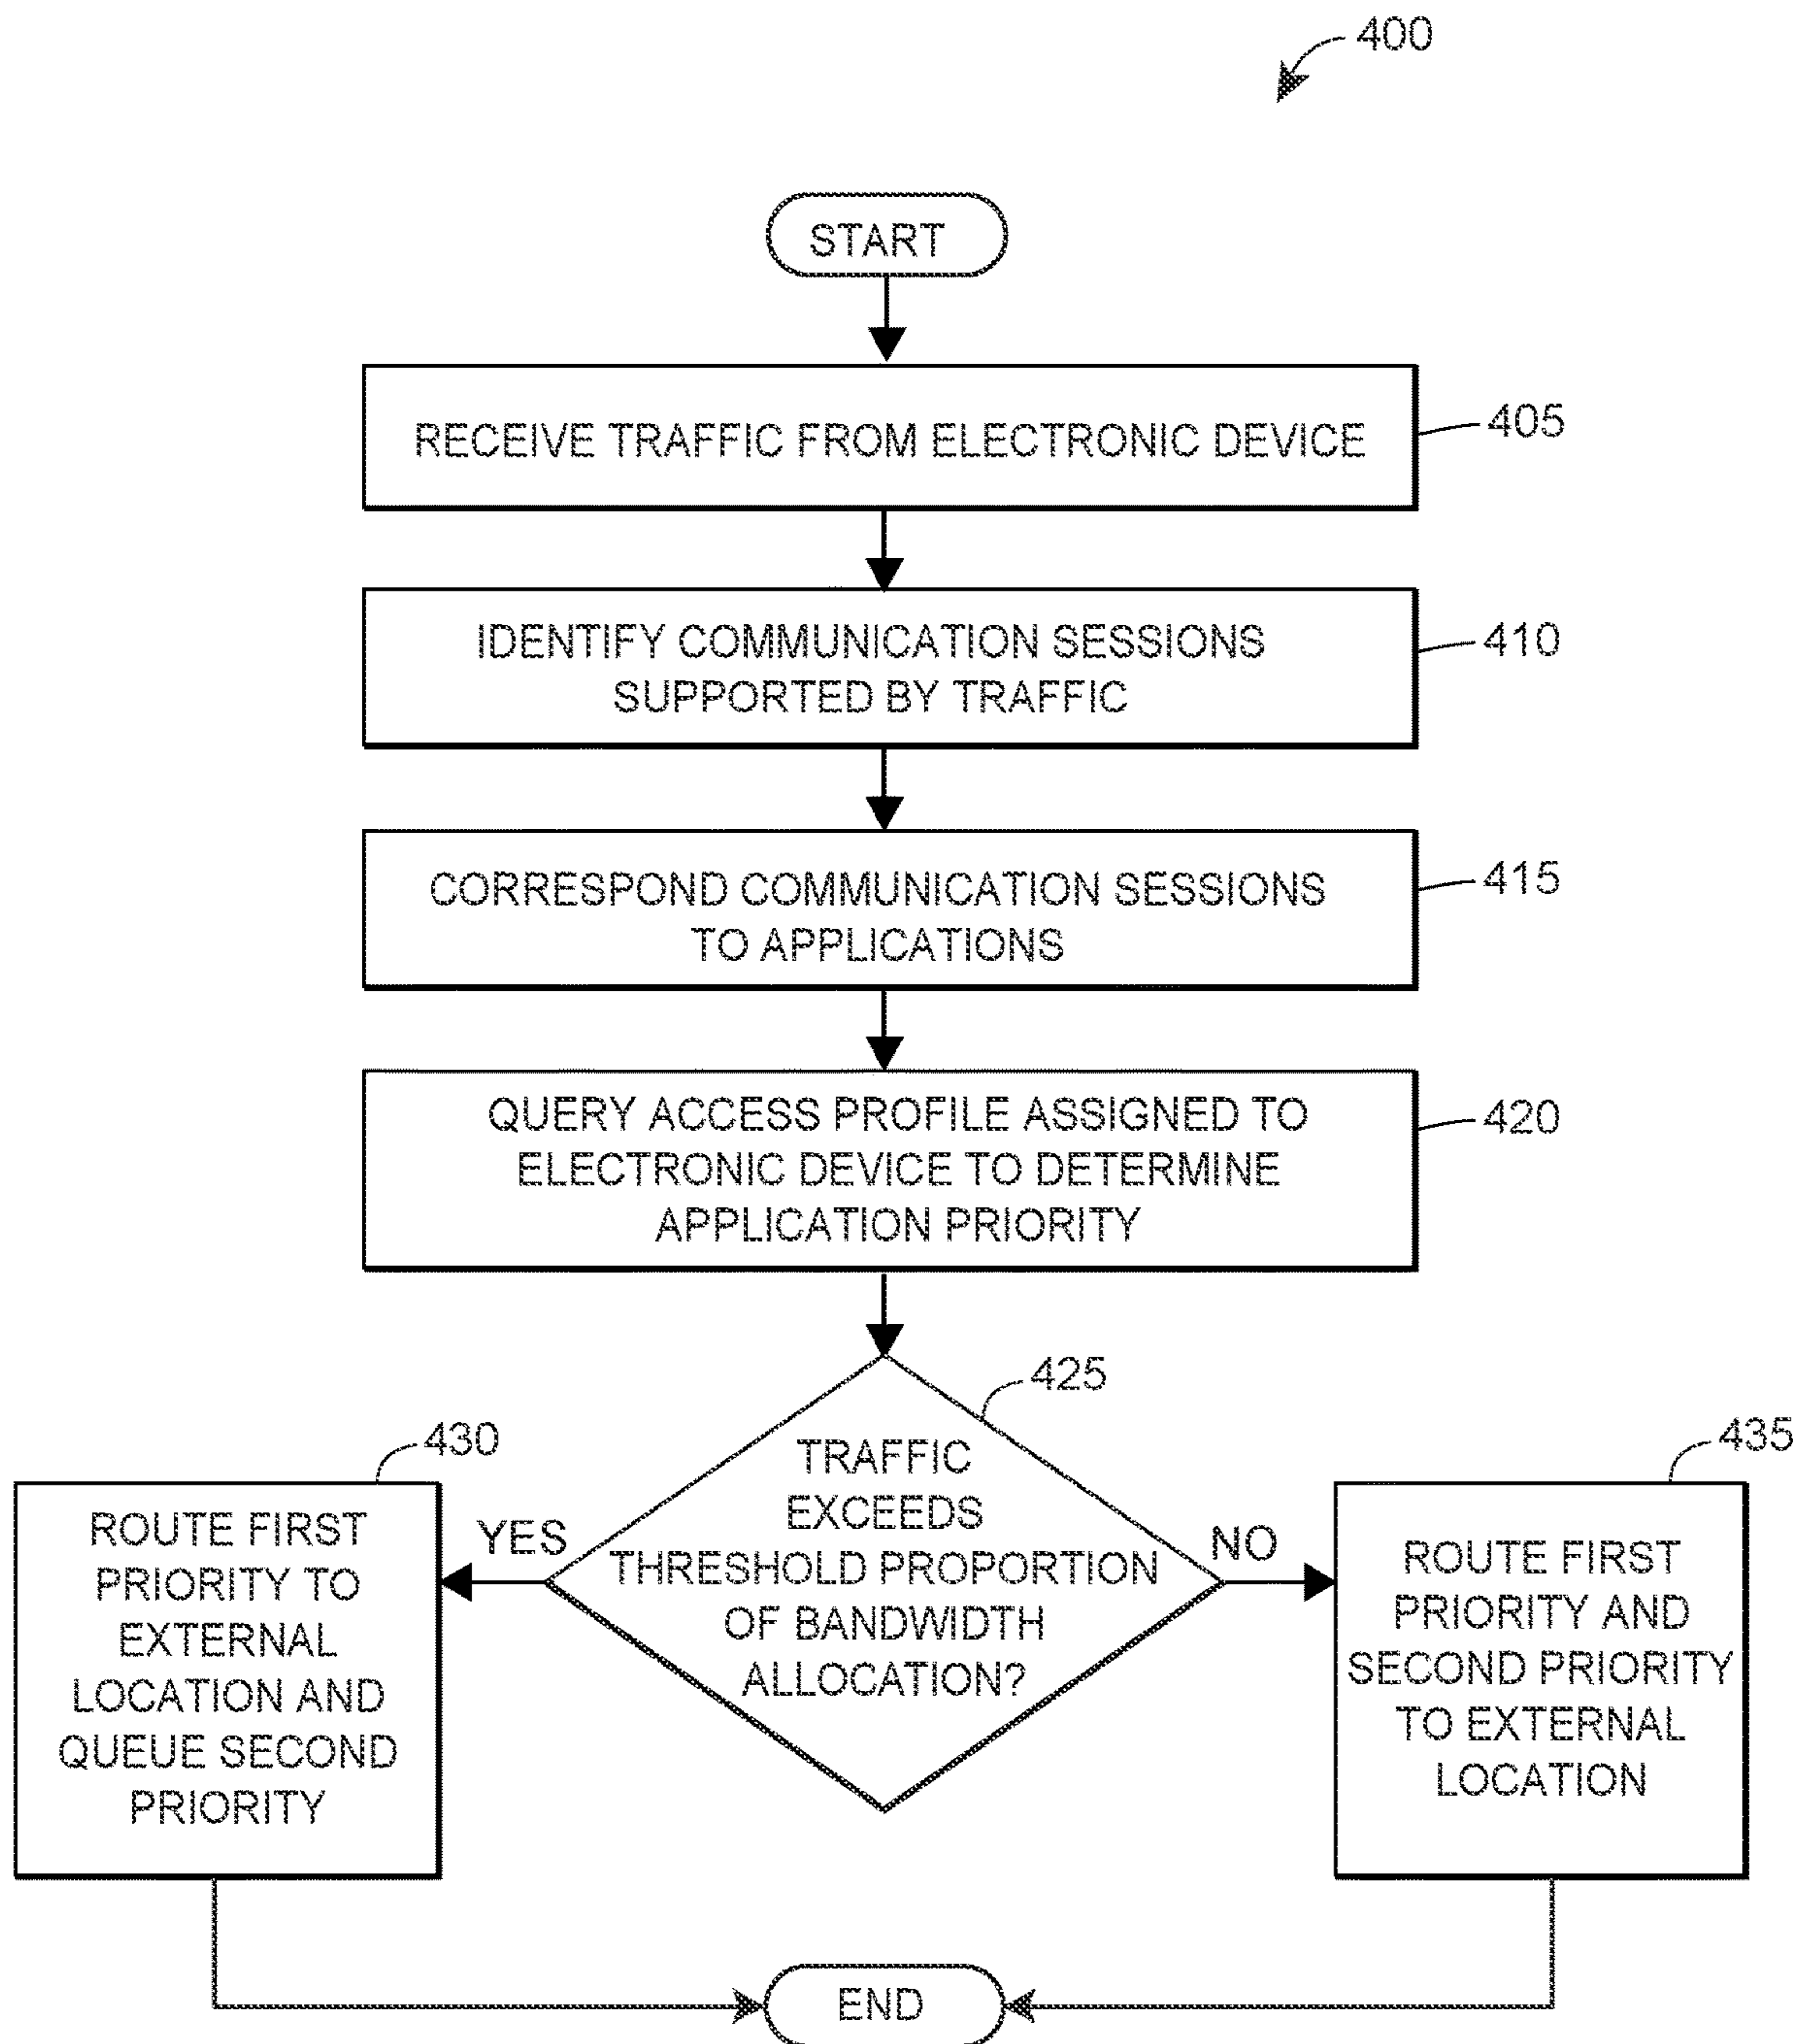 400
START
RECEIVE TRAFFIC FROM ELECTRONIC DEVICE
405
IDENTIFY COMMUNICATION SESSIONS
SUPPORTED BY TRAFFIC
410
CORRESPOND COMMUNICATION SESSIONS
TO APPLICATIONS
415
QUERY ACCESS PROFILE ASSIGNED TO
ELECTRONIC DEVICE TO DETERMINE
APPLICATION PRIORITY
420
425
TRAFFIC
EXCEEDS
THRESHOLD PROPORTION
OF BANDWIDTH
ALLOCATION?
YES
430
ROUTE FIRST
PRIORITY TO
EXTERNAL
LOCATION AND
QUEUE SECOND
PRIORITY
NO
435
ROUTE FIRST
PRIORITY AND
SECOND PRIORITY
TO EXTERNAL
LOCATION
END